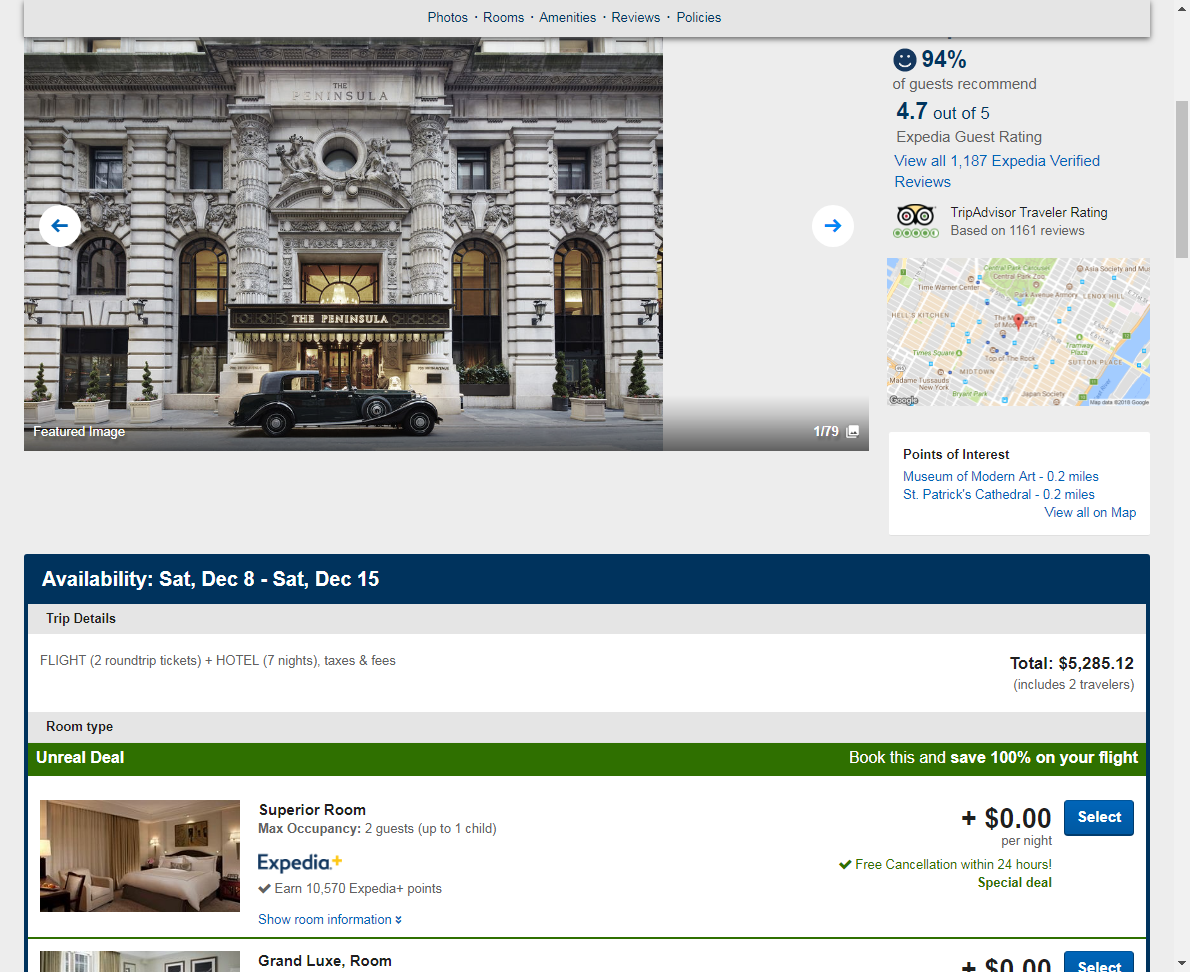 Photos · Rooms · Amenities · Reviews · Policies
THE
PENINSULA
THE PENINSULA
Featured Image
1/79
94%
of guests recommend
4.7 out of 5
Expedia Guest Rating
View all 1,187 Expedia Verified
Reviews
TripAdvisor Traveler Rating
Based on 1161 reviews
Central Park Carousel
Central Park Zoo
Asia Society and Mu
Time Warner Center
Park Avenue Armory
LENOX HILL
HELL'S KITCHEN
The Museum
of Modern Art
Times Square
Top of The Rock
Tramway
Plaza
SUTTON PLACE
MIDTOWN
Madame Tussauds
New York
Bryant Park
Japan Society
Google
Map data ©2018 Google
Points of Interest
Museum of Modern Art - 0.2 miles
St. Patrick's Cathedral - 0.2 miles
View all on Map
Availability: Sat, Dec 8 - Sat, Dec 15
Trip Details
FLIGHT (2 roundtrip tickets) + HOTEL (7 nights), taxes & fees
Total: $5,285.12
(includes 2 travelers)
Room type
Unreal Deal
Book this and save 100% on your flight
Superior Room
Max Occupancy: 2 guests (up to 1 child)
Expedia+
Earn 10,570 Expedia+ points
Show room information
+ $0.00
per night
Select
Free Cancellation within 24 hours!
Special deal
Grand Luxe, Room
+ $0.00
Select